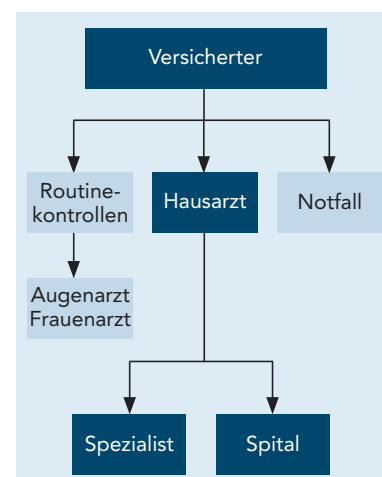 Versicherter
Routine-
kontrollen
Hausarzt
Notfall
Augenarzt
Frauenarzt
Spezialist
Spital